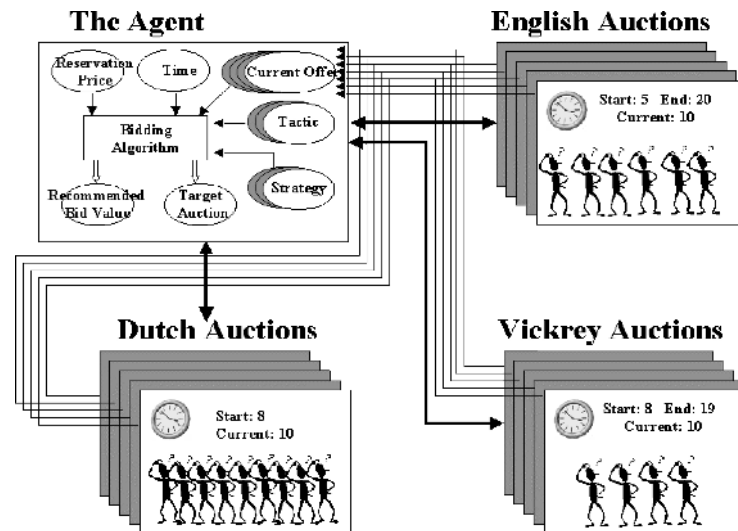 The Agent
Reservation
Price
Time
Current Offer
Bidding
Algorithm
Tactic
Strategy
Recommended
Bid Value
Target
Auction
English Auctions
Start: 5 End: 20
Current: 10
Dutch Auctions
Start: 8
Current: 10
Vickrey Auctions
Start: 8 End: 19
Current: 10